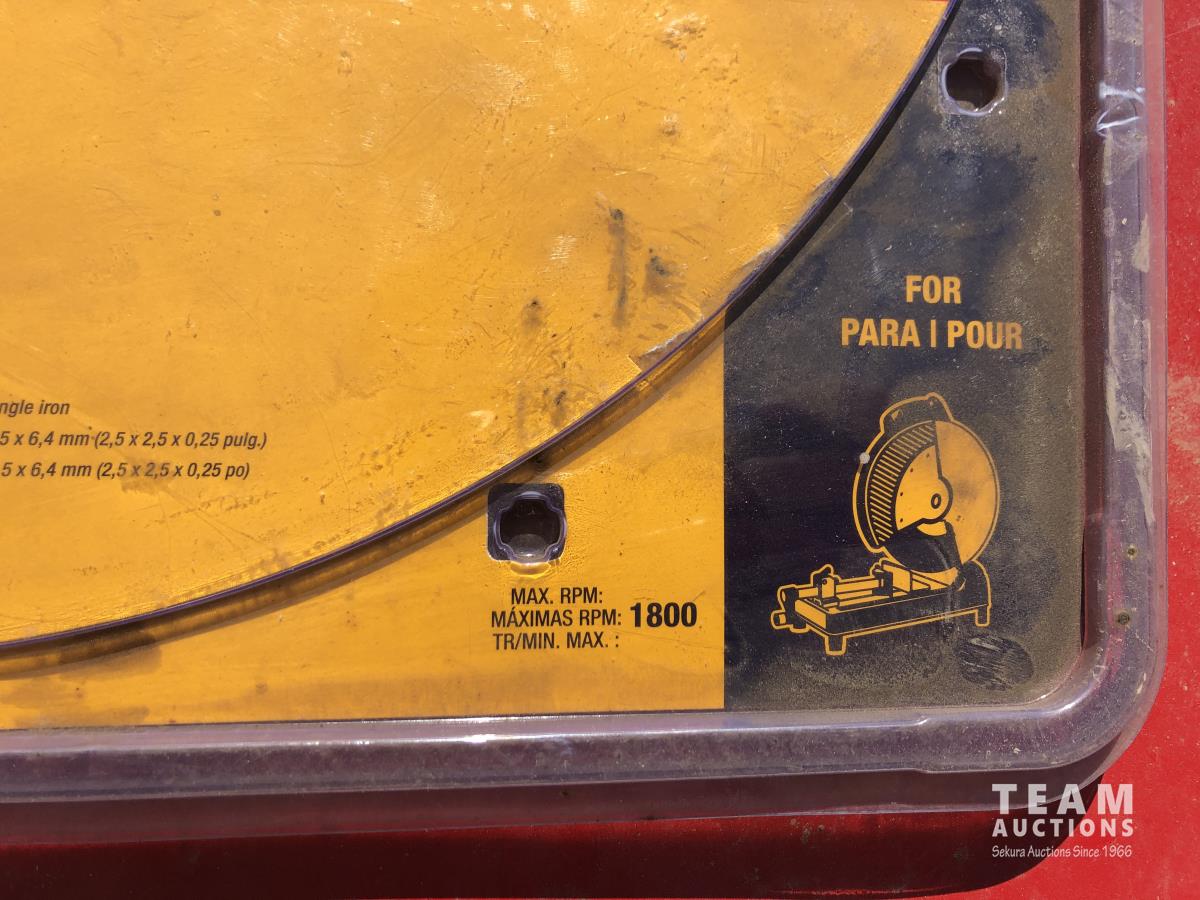 FOR
PARA | POUR
ngle iron
5 x 6,4 mm (2,5 x 2,5 x 0,25 pulg.)
5 x 6,4 mm (2,5 x 2,5 x 0,25 po)
MAX. RPM:
MÁXIMAS RPM: 1800
TR/MIN. MAX. :
TEAM
AUCTIONS
Sekura Auctions Since 1966